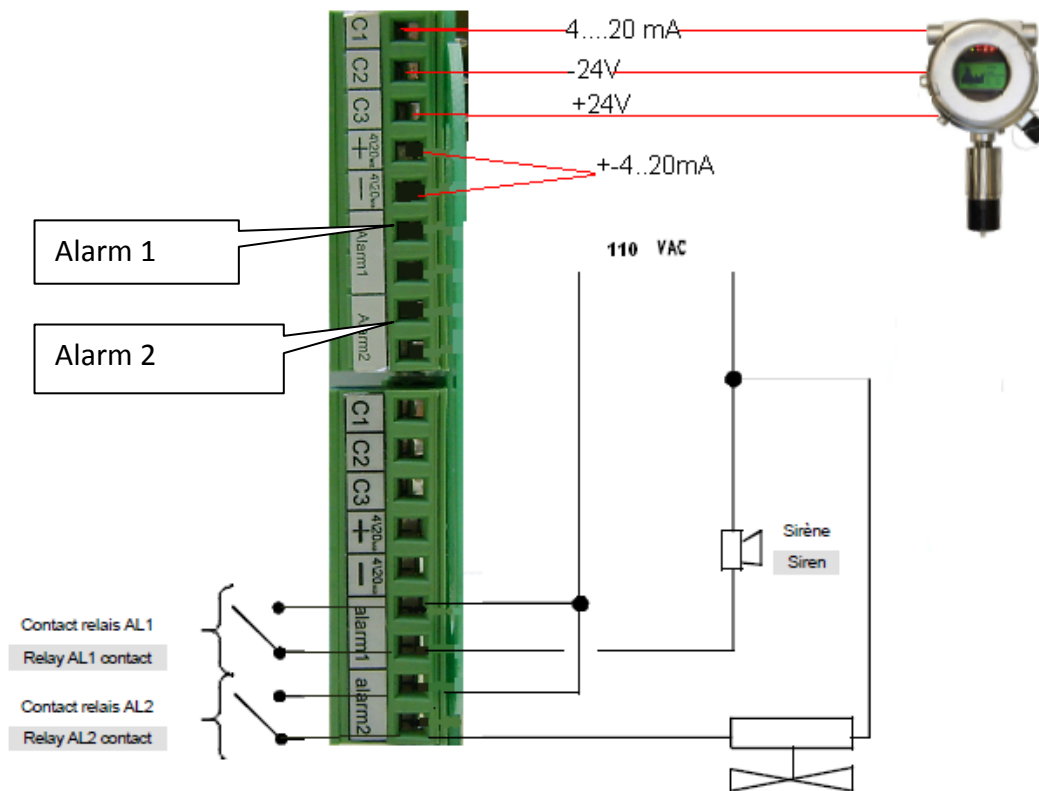 C1
4....20 mA
C2
-24V
C3
+24V
+ 4\20mA
+-4..20mA
— 4\20mA
Alarm 1
Alarm1
110 VAC
Alarm 2
Alarm2
C1
C2
C3
+ 4\20mA
Sirène
Siren
— 4\20mA
Contact relais AL1
Relay AL1 contact
alarm1
Contact relais AL2
Relay AL2 contact
alarm2